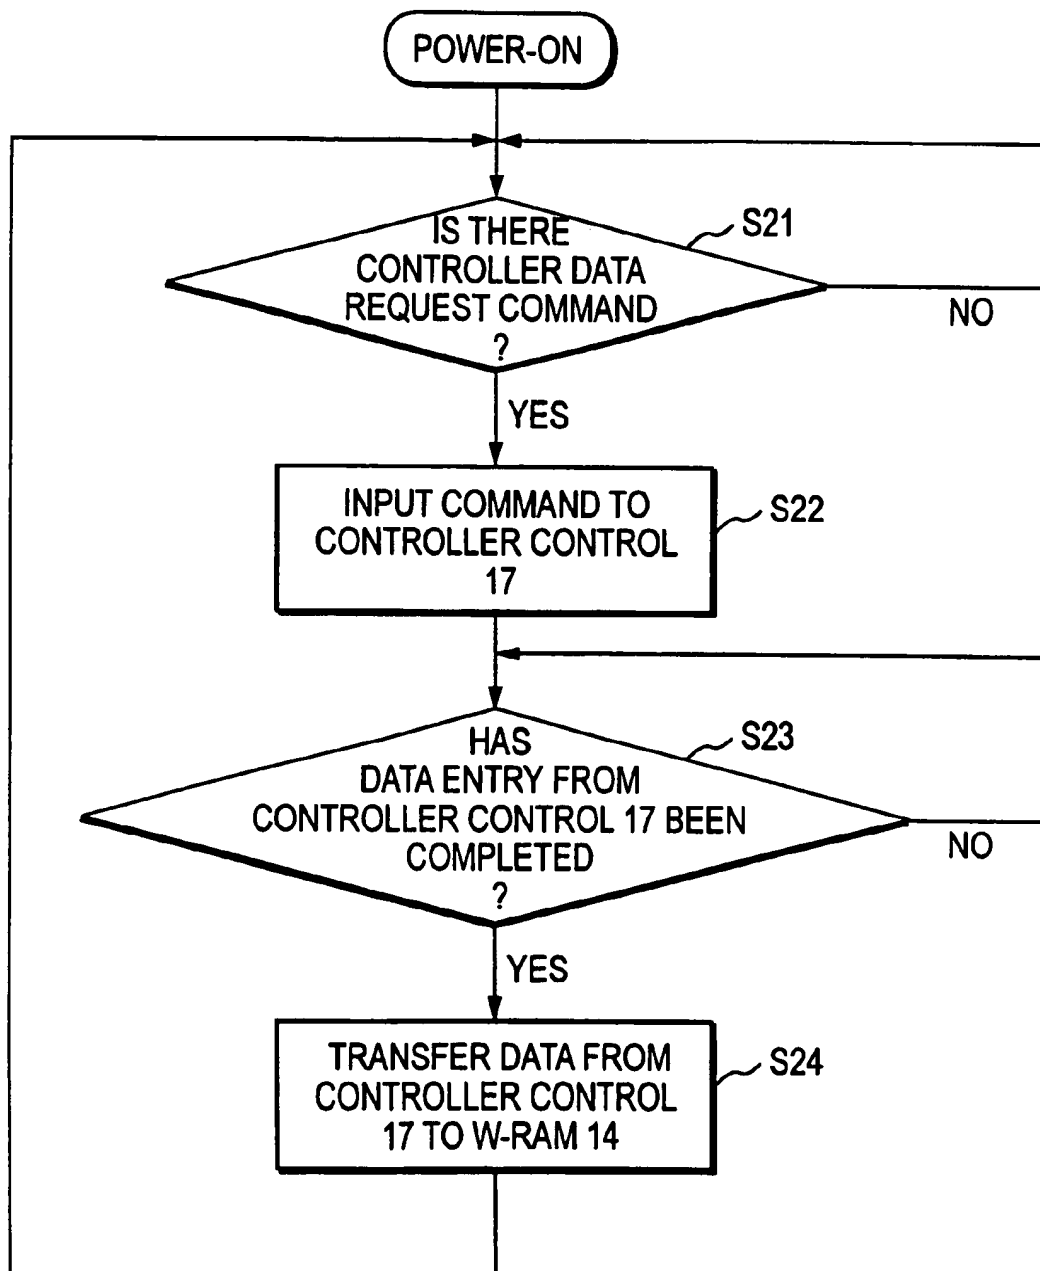 POWER-ON
IS THERE
CONTROLLER DATA
REQUEST COMMAND
?
S21
NO
YES
INPUT COMMAND TO
CONTROLLER CONTROL
17
S22
HAS
DATA ENTRY FROM
CONTROLLER CONTROL 17 BEEN
COMPLETED
?
S23
NO
YES
TRANSFER DATA FROM
CONTROLLER CONTROL
17 TO W-RAM 14
S24